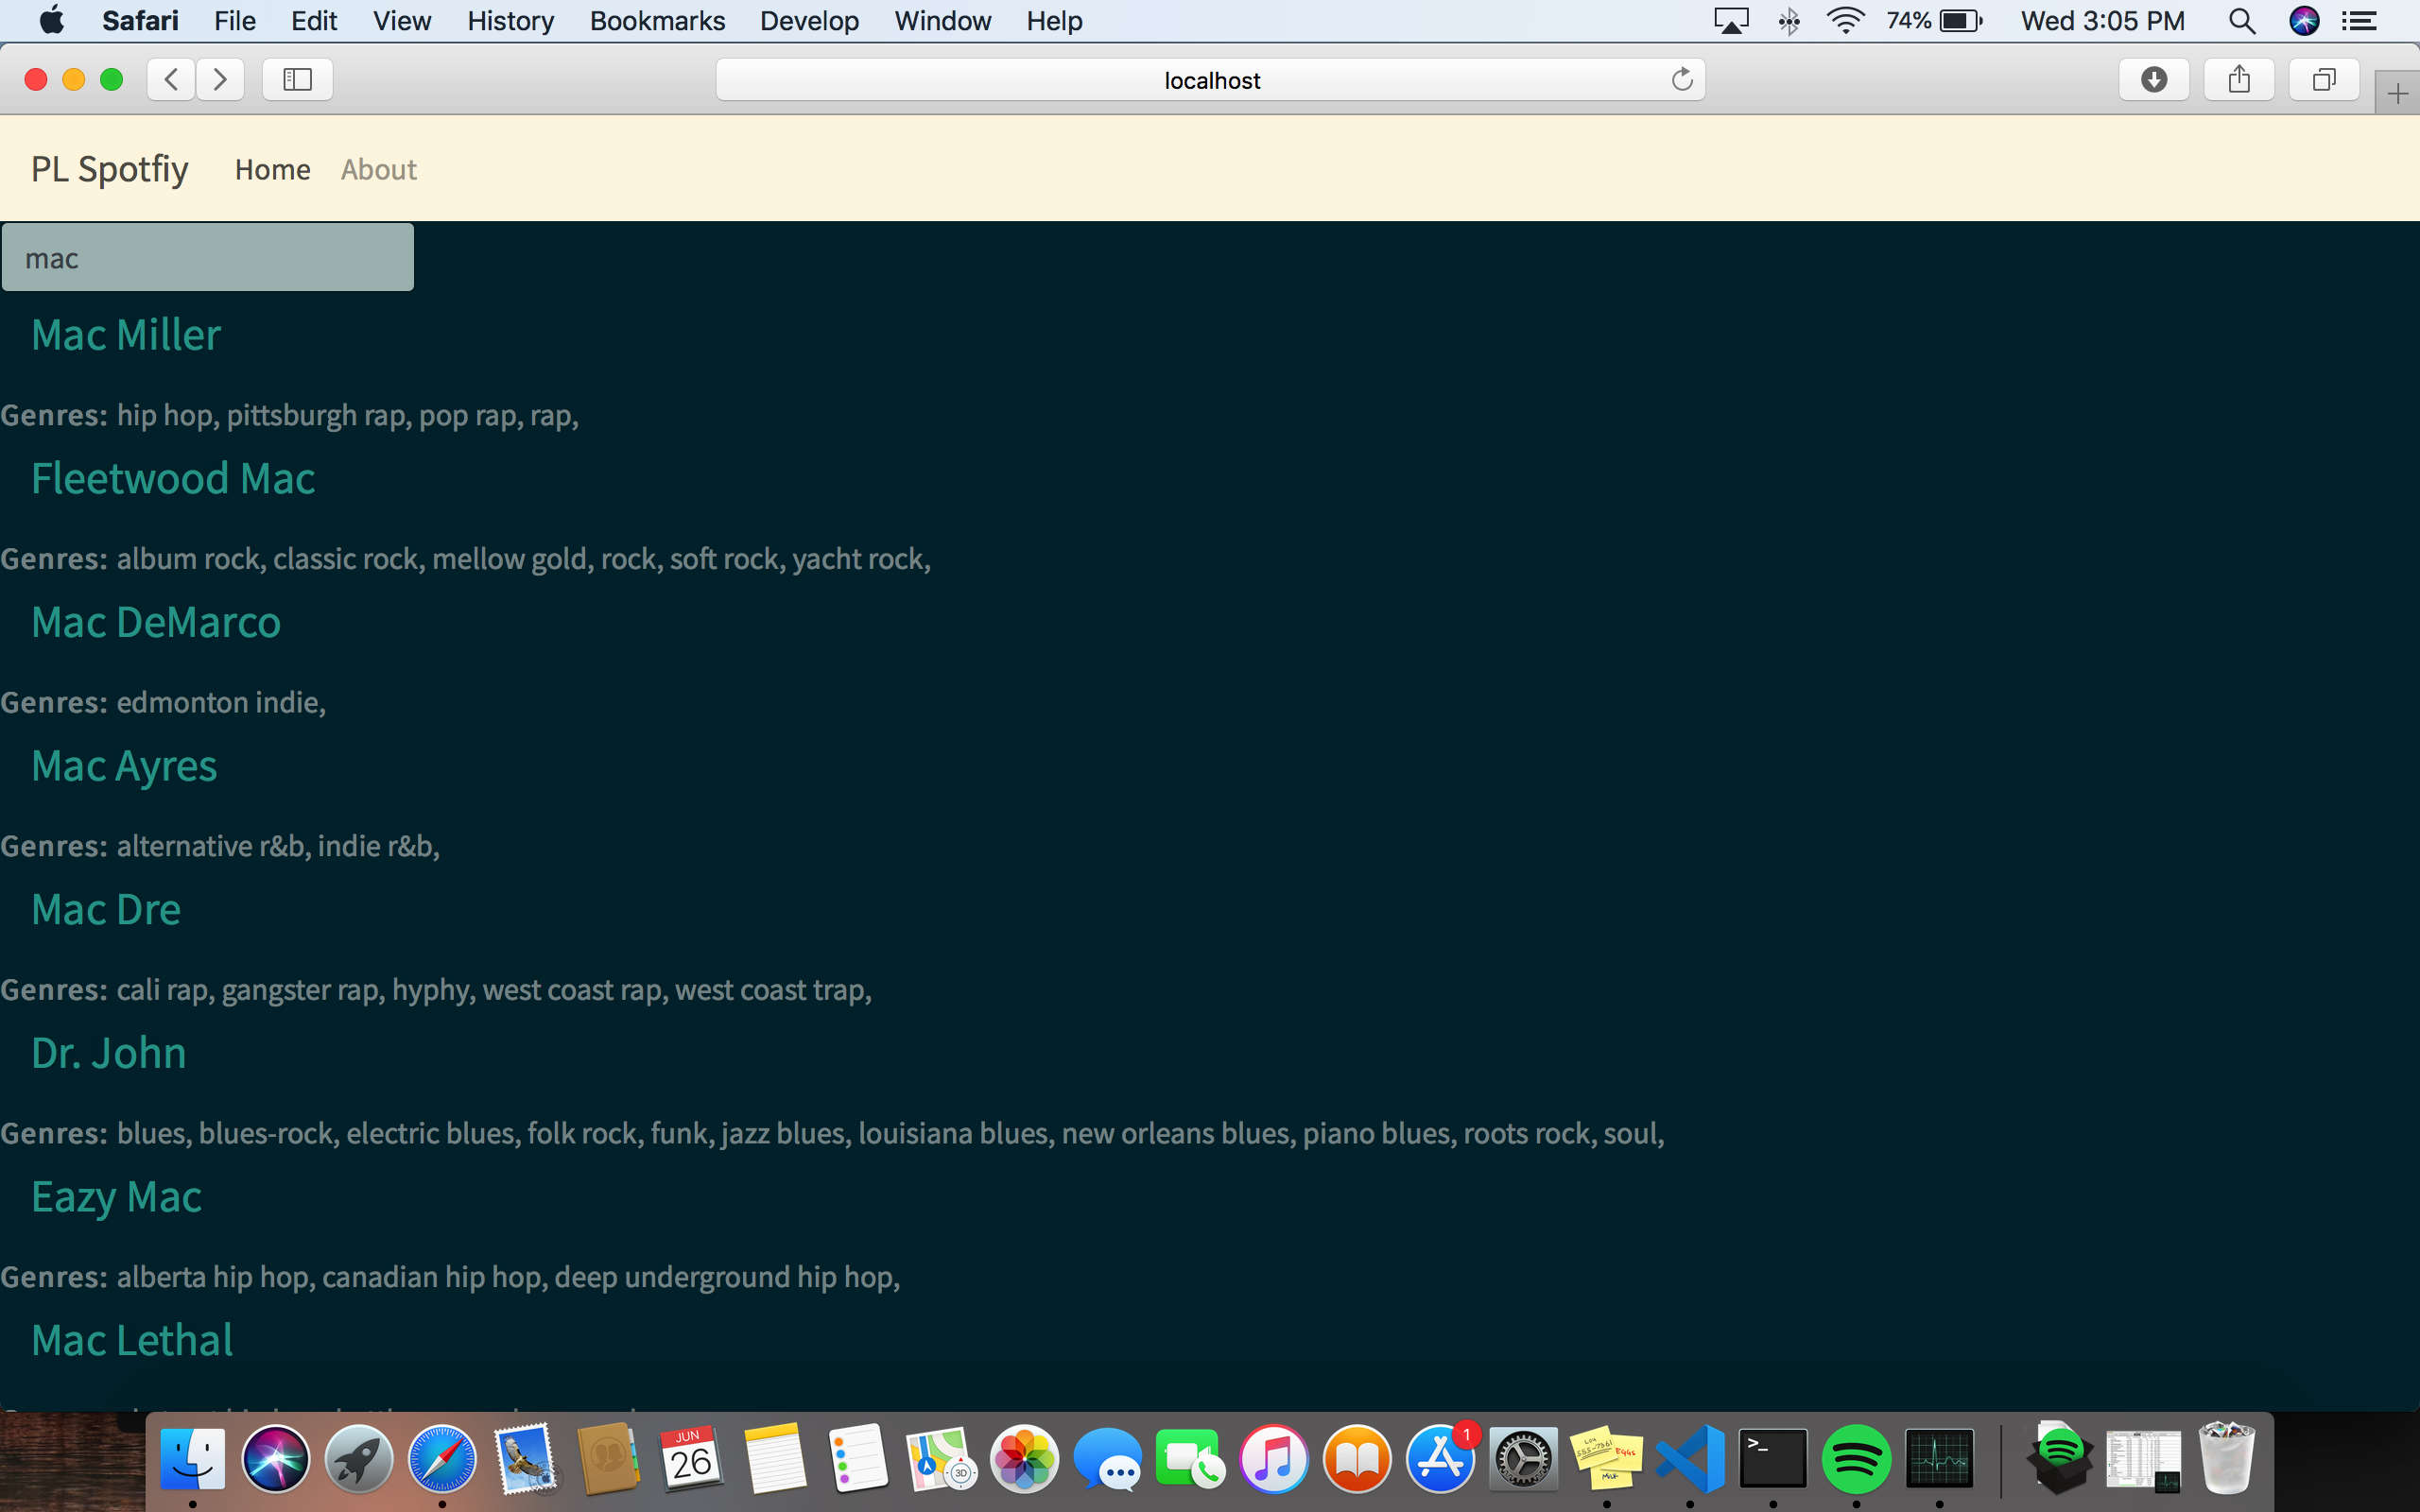 Safari File Edit View History Bookmarks Develop Window Help 74% Wed 3:05 PM
localhost
PL Spotfiy Home About
mac
Mac Miller
Genres: hip hop, pittsburgh rap, pop rap, rap,
Fleetwood Mac
Genres: album rock, classic rock, mellow gold, rock, soft rock, yacht rock,
Mac DeMarco
Genres: edmonton indie,
Mac Ayres
Genres: alternative r&b, indie r&b,
Mac Dre
Genres: cali rap, gangster rap, hyphy, west coast rap, west coast trap,
Dr. John
Genres: blues, blues-rock, electric blues, folk rock, funk, jazz blues, louisiana blues, new orleans blues, piano blues, roots rock, soul,
Eazy Mac
Genres: alberta hip hop, canadian hip hop, deep underground hip hop,
Mac Lethal
JUN
26
3D
1
555-7361
EGGS
MILK
>_